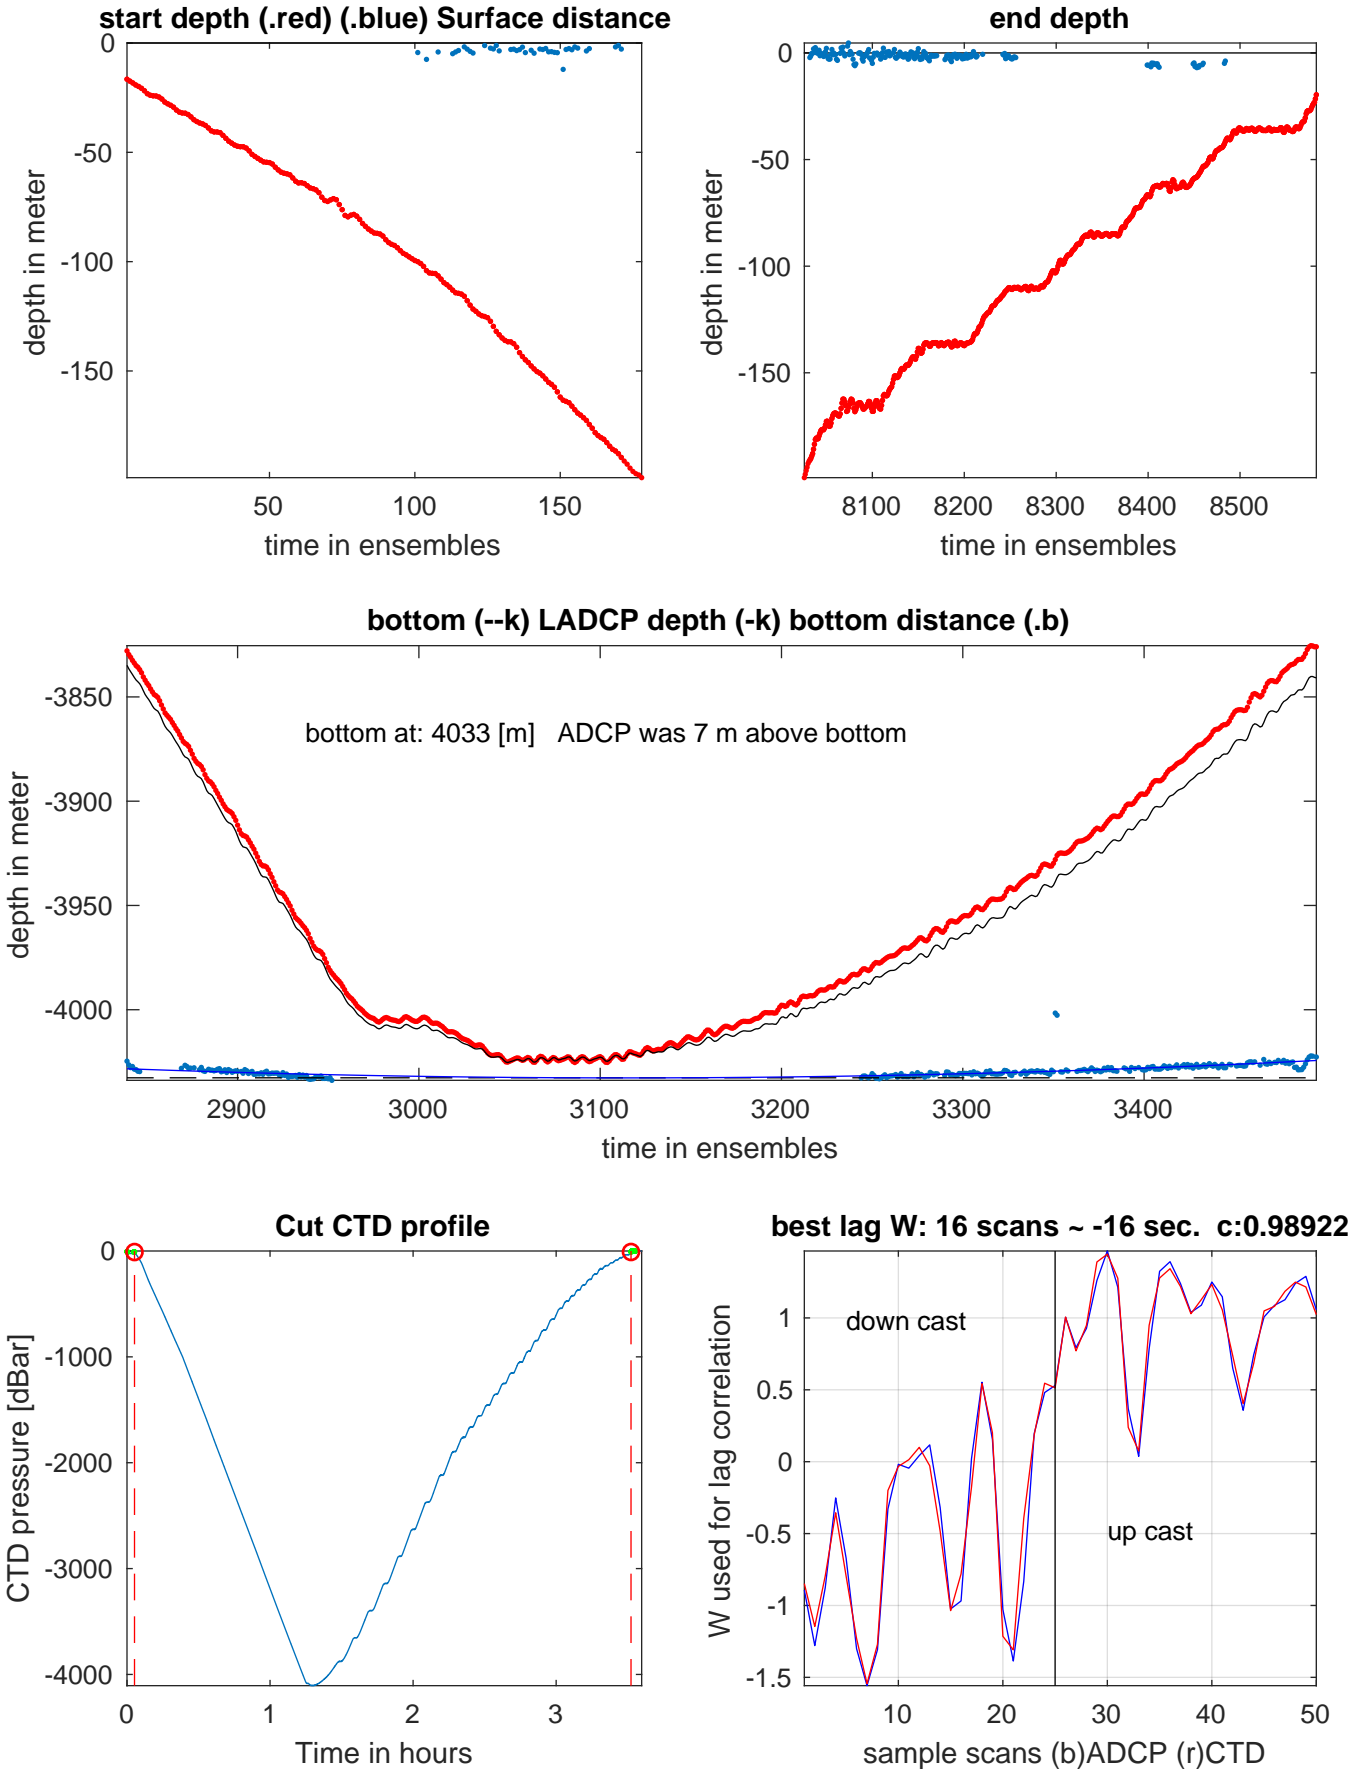 start depth (.red) (.blue) Surface distance
0
-50
-100
-150
depth in meter
50
100
150
time in ensembles
end depth
0
-50
-100
-150
depth in meter
8100
8200
8300
8400
8500
time in ensembles
bottom (--k) LADCP depth (-k) bottom distance (.b)
bottom at: 4033 [m]   ADCP was 7 m above bottom
-3850
-3900
-3950
-4000
depth in meter
2900
3000
3100
3200
3300
3400
time in ensembles
Cut CTD profile
0
-1000
-2000
-3000
-4000
CTD pressure [dBar]
0
1
2
3
Time in hours
best lag W: 16 scans ~ -16 sec.  c:0.98922
down cast
up cast
1
0.5
0
-0.5
-1
-1.5
W used for lag correlation
10
20
30
40
50
sample scans (b)ADCP (r)CTD